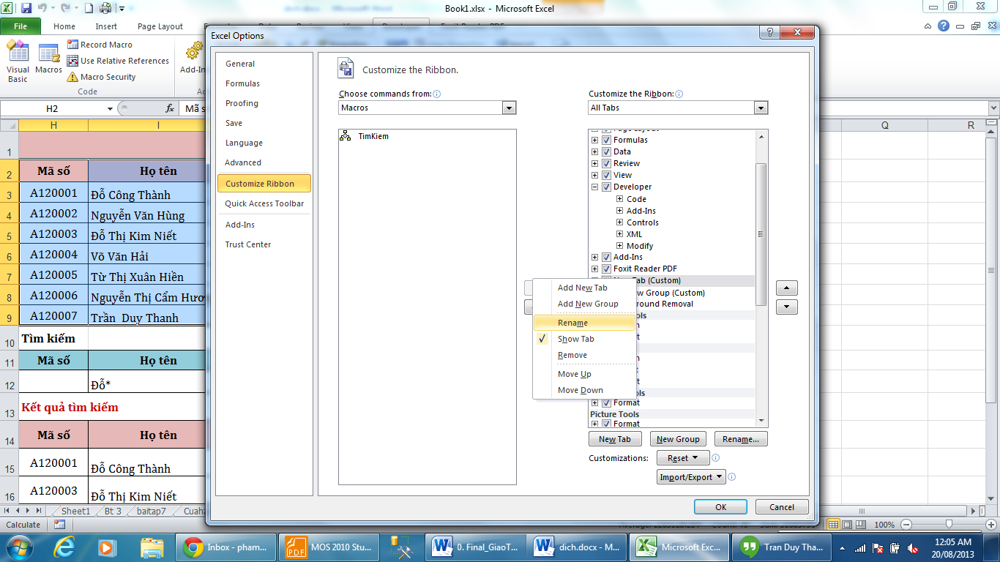 Book1.xlsx - Microsoft Excel
File Home Insert Page Layout
Record Macro
Use Relative References
Macro Security
Visual Basic
Macros
Add-In
Code
H2
fx
Mã s
H I Q R
1
2 Mã số Họ tên
3 A120001 Đỗ Công Thành
4 A120002 Nguyễn Văn Hùng
5 A120003 Đỗ Thị Kim Niết
6 A120004 Võ Văn Hải
7 A120005 Từ Thị Xuân Hiền
8 A120006 Nguyễn Thị Cẩm Hươ
9 A120007 Trần Duy Thanh
10 Tìm kiếm
11 Mã số Họ tên
12 Đỗ*
13 Kết quả tìm kiếm
14 Mã số Họ tên
15 A120001 Đỗ Công Thành
16 A120003 Đỗ Thị Kim Niết
Sheet1 Bt 3 baitap7 Cuaha
Calculate
100%
Excel Options
General
Formulas
Proofing
Save
Language
Advanced
Customize Ribbon
Quick Access Toolbar
Add-Ins
Trust Center
Customize the Ribbon.
Choose commands from:
Macros
TimKiem
Customize the Ribbon:
All Tabs
Formulas
Data
Review
View
Developer
Code
Add-Ins
Controls
XML
Modify
Add-Ins
Foxit Reader PDF
Tab (Custom)
w Group (Custom)
round Removal
Format
Picture Tools
Format
Add New Tab
Add New Group
Rename
Show Tab
Remove
Move Up
Move Down
New Tab New Group Rename...
Customizations: Reset
Import/Export
OK Cancel
Inbox - pham...
MOS 2010 Stu...
0. Final_GiaoT...
dich.docx - M...
Microsoft Exc...
Tran Duy Tha...
12:05 AM
20/08/2013